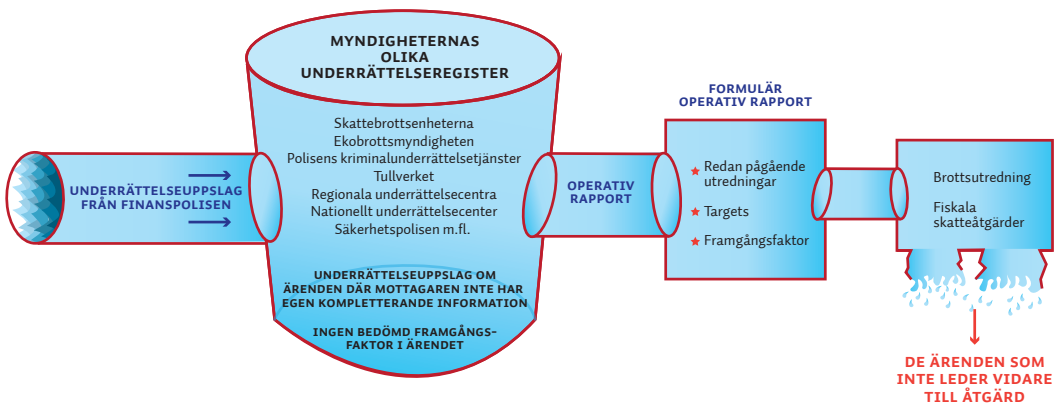 UNDERRÄTTELSEUPPSLAG
FRÅN FINANSPOLISEN
MYNDIGHETERNAS
OLIKA
UNDERRÄTTELSEREGISTER
Skattebrottsenheterna
Ekobrottsmyndigheten
Polisens kriminalunderrättelsetjänster
Tullverket
Regionala underrättelsecentra
Nationellt underrättelsecenter
Säkerhetspolisen m.fl.
UNDERRÄTTELSEUPPSLAG OM
ÄRENDEN DÄR MOTTAGAREN INTE HAR
EGEN KOMPLETTERANDE INFORMATION
INGEN BEDÖMD FRAMGÅNGS-
FAKTOR I ÄRENDET
OPERATIV
RAPPORT
FORMULÄR
OPERATIV RAPPORT
Redan pågående
utredningar
Targets
Framgångsfaktor
Brottsutredning
Fiskala
skatteåtgärder
DE ÄRENDEN SOM
INTE LEDER VIDARE
TILL ÅTGÄRD